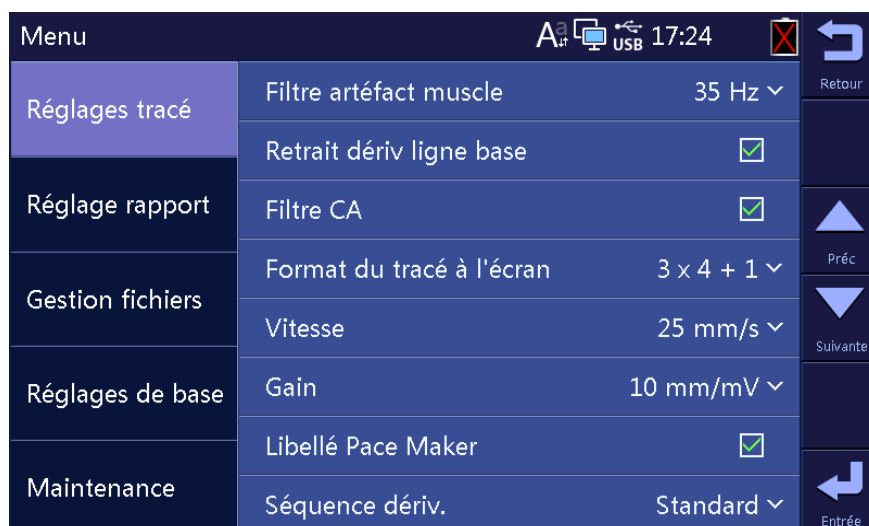 Menu
Aa USB 17:24
Retour
Réglages tracé
Filtre artéfact muscle 35 Hz
Retrait dériv ligne base
Réglage rapport
Filtre CA
Format du tracé à l'écran 3 x 4 + 1
Préc
Gestion fichiers
Vitesse 25 mm/s
Suivante
Réglages de base
Gain 10 mm/mV
Libellé Pace Maker
Maintenance
Séquence dériv. Standard
Entrée